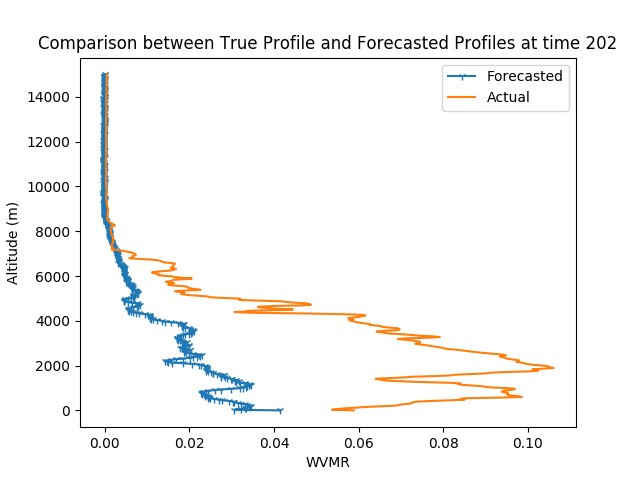 Comparison between True Profile and Forecasted Profiles at time 202
Forecasted
Actual
14000
12000
10000
8000
6000
4000
2000
0
Altitude (m)
0.00 0.02 0.04 0.06 0.08 0.10
WVMR